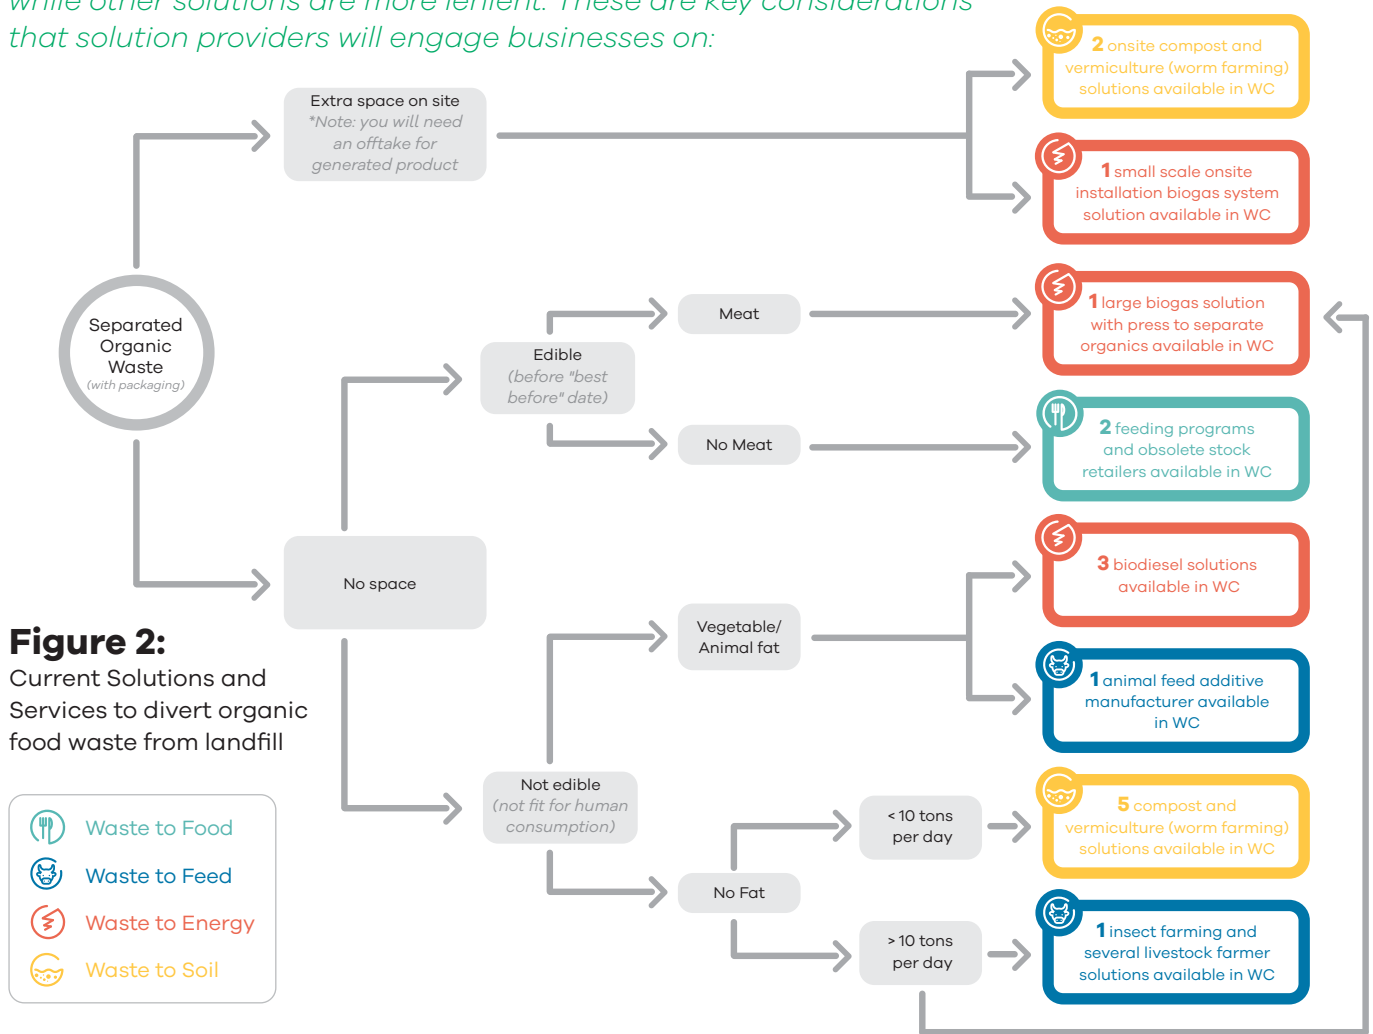 while other solutions are more lenient. These are key considerations
that solution providers will engage businesses on:
Extra space on site
*Note: you will need
an offtake for
generated product
2 onsite compost and
vermiculture (worm farming)
solutions available in WC
1 small scale onsite
installation biogas system
solution available in WC
Separated
Organic
Waste
(with packaging)
Edible
(before "best
before" date)
Meat
1 large biogas solution
with press to separate
organics available in WC
No Meat
2 feeding programs
and obsolete stock
retailers available in WC
No space
Vegetable/
Animal fat
3 biodiesel solutions
available in WC
1 animal feed additive
manufacturer available
in WC
Not edible
(not fit for human
consumption)
No Fat
< 10 tons
per day
5 compost and
vermiculture (worm farming)
solutions available in WC
> 10 tons
per day
1 insect farming and
several livestock farmer
solutions available in WC
Figure 2:
Current Solutions and
Services to divert organic
food waste from landfill
Waste to Food
Waste to Feed
Waste to Energy
Waste to Soil